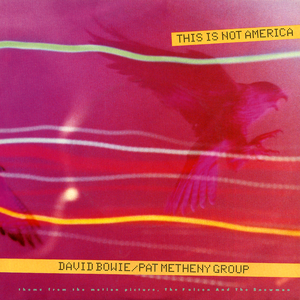 THIS IS NOT AMERICA
DAVID BOWIE/PAT METHENY GROUP
theme from the motion picture, The Falcon And The Snowman